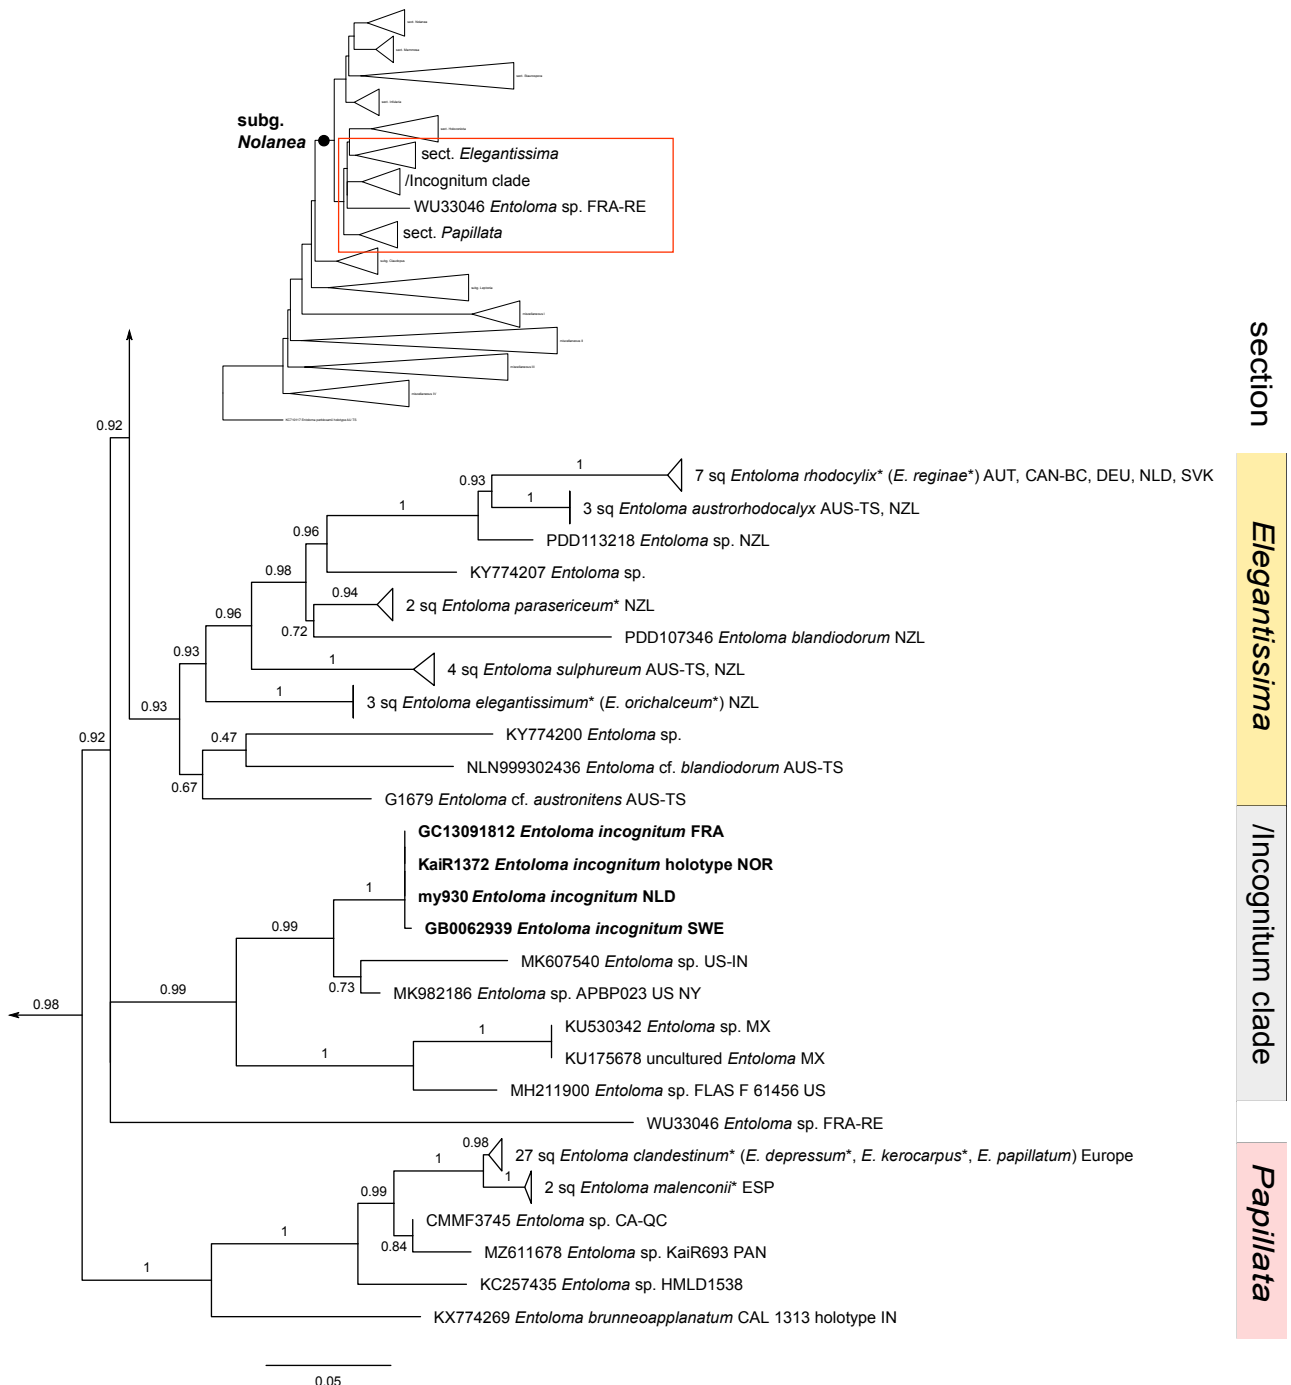 subg.
Nolanea
sect. Elegantissima
/Incognitum clade
WU33046 Entoloma sp. FRA-RE
sect. Papillata
section
0.92
1
7 sq Entoloma rhodocylix* (E. reginae*) AUT, CAN-BC, DEU, NLD, SVK
0.93
1
1
3 sq Entoloma austrorhodocalyx AUS-TS, NZL
0.96
PDD113218 Entoloma sp. NZL
0.98
KY774207 Entoloma sp.
0.94
2 sq Entoloma parasericeum* NZL
0.96
0.72
PDD107346 Entoloma blandiodorum NZL
0.93
1
4 sq Entoloma sulphureum AUS-TS, NZL
1
3 sq Entoloma elegantissimum* (E. orichalceum*) NZL
0.93
0.92
0.47
KY774200 Entoloma sp.
NLN999302436 Entoloma cf. blandiodorum AUS-TS
0.67
G1679 Entoloma cf. austronitens AUS-TS
Elegantissima
GC13091812 Entoloma incognitum FRA
KaiR1372 Entoloma incognitum holotype NOR
1
my930 Entoloma incognitum NLD
0.99
GB0062939 Entoloma incognitum SWE
MK607540 Entoloma sp. US-IN
0.73
MK982186 Entoloma sp. APBP023 US NY
0.99
0.98
1
KU530342 Entoloma sp. MX
1
KU175678 uncultured Entoloma MX
MH211900 Entoloma sp. FLAS F 61456 US
/Incognitum clade
WU33046 Entoloma sp. FRA-RE
0.98
27 sq Entoloma clandestinum* (E. depressum*, E. kerocarpus*, E. papillatum) Europe
1
1
2 sq Entoloma malenconii* ESP
0.99
CMMF3745 Entoloma sp. CA-QC
1
0.84
MZ611678 Entoloma sp. KaiR693 PAN
1
KC257435 Entoloma sp. HMLD1538
KX774269 Entoloma brunneoapplanatum CAL 1313 holotype IN
Papillata
0.05